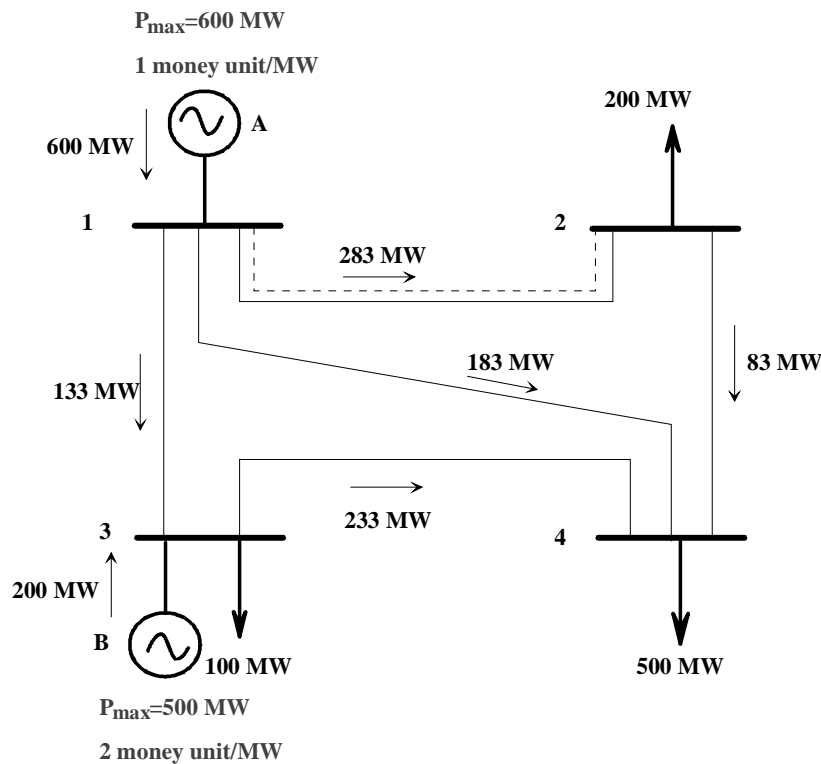 Pmax=600 MW
1 money unit/MW
A
600 MW
200 MW
1
2
283 MW
183 MW
83 MW
133 MW
233 MW
3
4
200 MW
B
100 MW
500 MW
Pmax=500 MW
2 money unit/MW